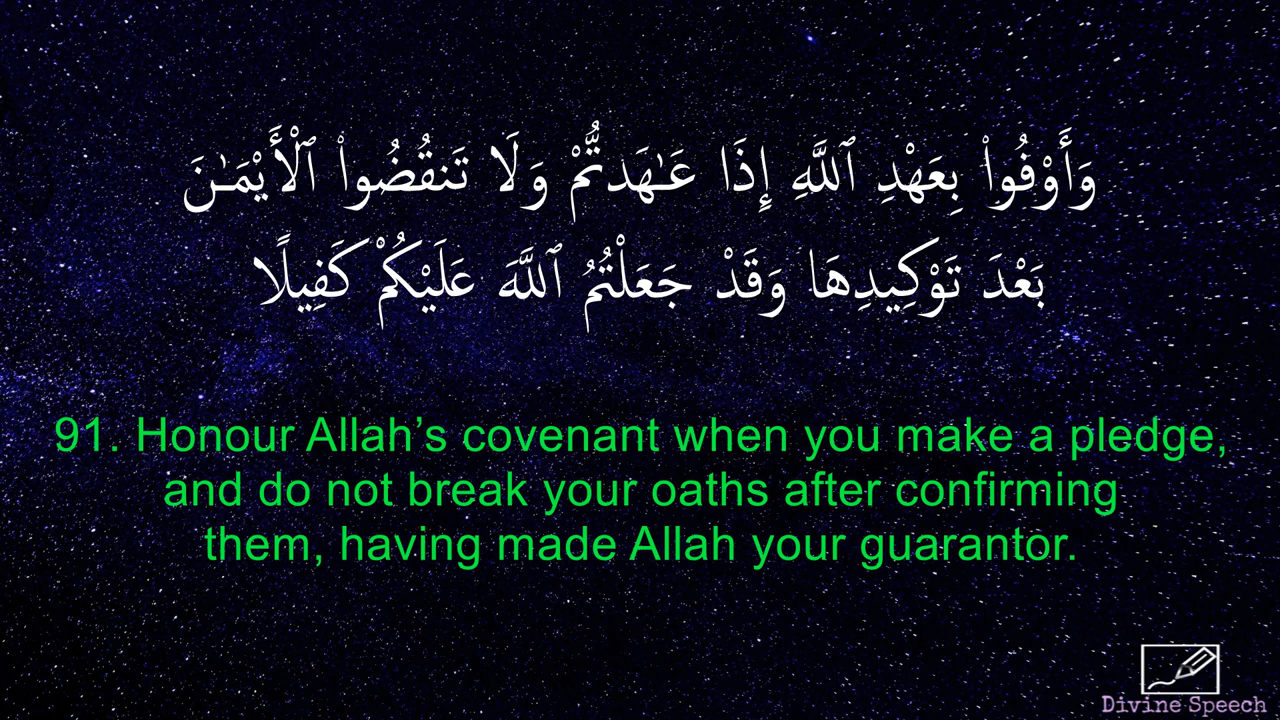 وَأَوْفُوا۟ بِعَهْدِ ٱللَّهِ إِذَا عَـٰهَدتُّمْ وَلَا تَنقُضُوا۟ ٱلْأَيْمَـٰنَ
بَعْدَ تَوْكِيدِهَا وَقَدْ جَعَلْتُمُ ٱللَّهَ عَلَيْكُمْ كَفِيلًا
91. Honour Allah’s covenant when you make a pledge,
and do not break your oaths after confirming
them, having made Allah your guarantor.
Divine Speech